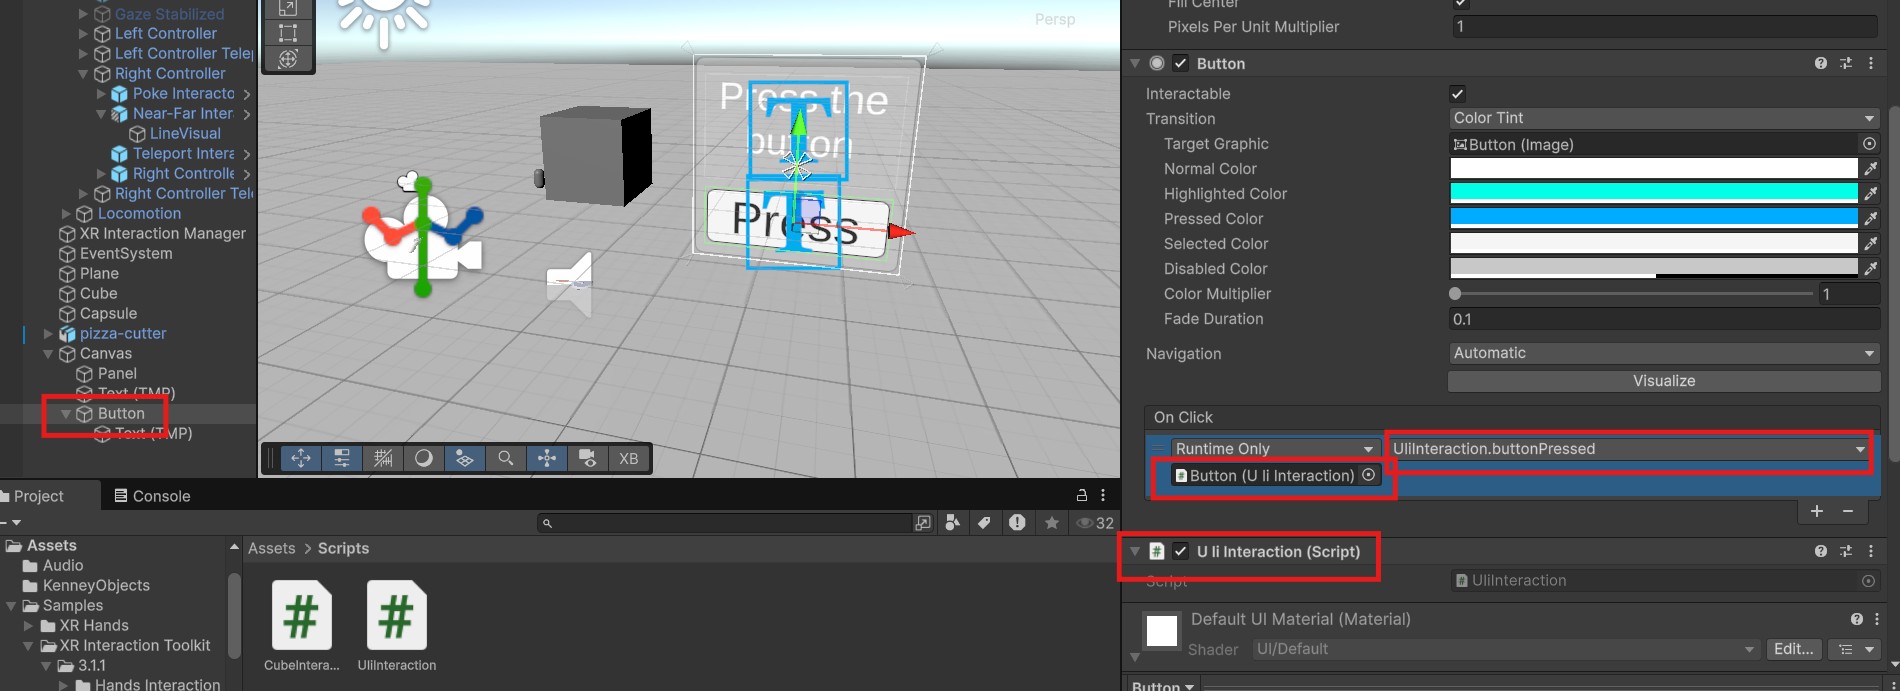 Gaze Stabilized
Left Controller
Left Controller Telep
Right Controller
Poke Interacto
Near-Far Inter
LineVisual
Teleport Intera
Right Controlle
Right Controller Tel
Locomotion
XR Interaction Manager
EventSystem
Plane
Cube
Capsule
pizza-cutter
Canvas
Panel
Text (TMP)
Button
Text (TMP)
Persp
Press the
button
Press
XB
Fill Center
Pixels Per Unit Multiplier 1
Button
Interactable
Transition Color Tint
Target Graphic Button (Image)
Normal Color
Highlighted Color
Pressed Color
Selected Color
Disabled Color
Color Multiplier 1
Fade Duration 0.1
Navigation Automatic
Visualize
On Click
Runtime Only UIiInteraction.buttonPressed
Button (U Ii Interaction)
U Ii Interaction (Script)
Script UIiInteraction
Default UI Material (Material)
Shader UI/Default Edit...
Button
Project Console
32
Assets
Audio
KenneyObjects
Samples
XR Hands
XR Interaction Toolkit
3.1.1
Hands Interaction
Assets > Scripts
CubeIntera...
UIiInteraction